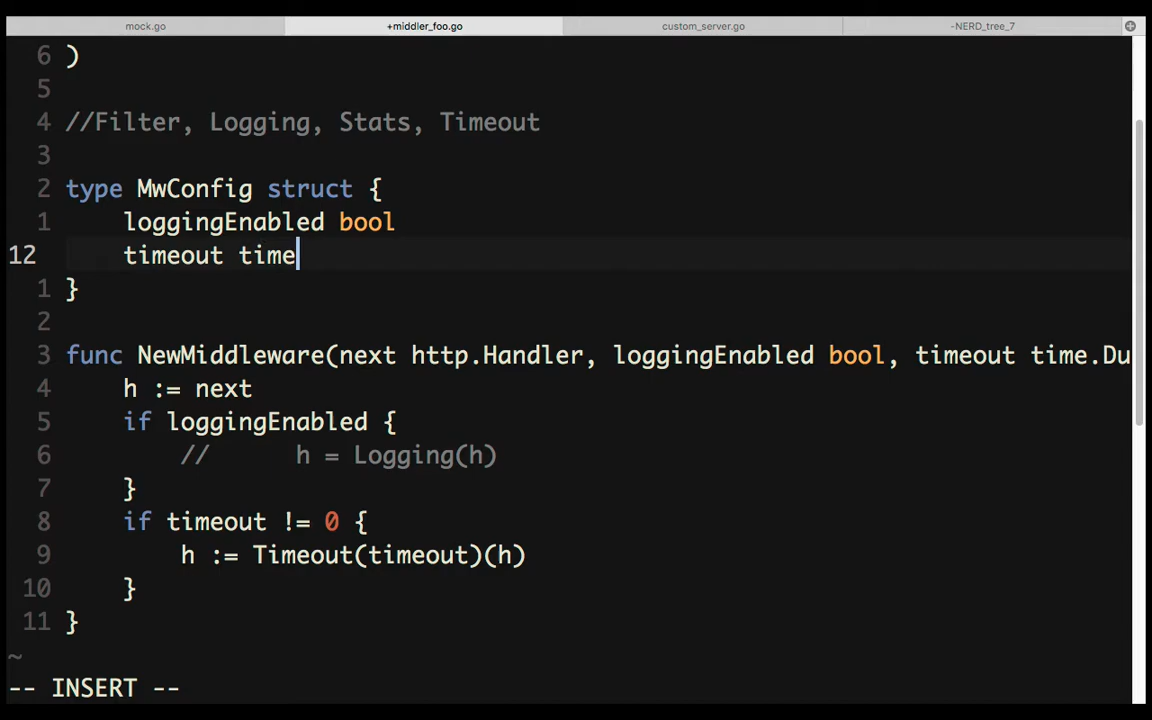 mock.go +middler_foo.go custom_server.go -NERD_tree_7
6 )
5
4 //Filter, Logging, Stats, Timeout
3
2 type MwConfig struct {
1     loggingEnabled bool
12     timeout time
1 }
2
3 func NewMiddleware(next http.Handler, loggingEnabled bool, timeout time.Du
4     h := next
5     if loggingEnabled {
6         //      h = Logging(h)
7     }
8     if timeout != 0 {
9         h := Timeout(timeout)(h)
10     }
11 }
~
-- INSERT --